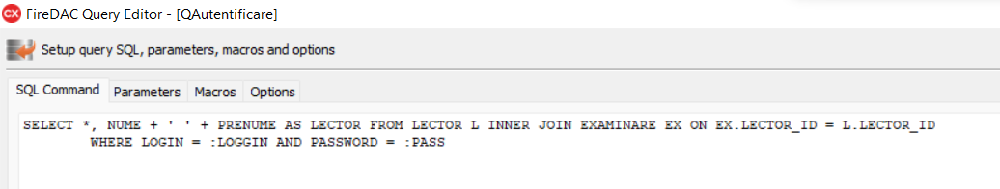 CX FireDAC Query Editor - [QAutentificare]
Setup query SQL, parameters, macros and options
SQL Command Parameters Macros Options
SELECT *, NUME + ' ' + PRENUME AS LECTOR FROM LECTOR L INNER JOIN EXAMINARE EX ON EX.LECTOR_ID = L.LECTOR_ID
WHERE LOGIN = :LOGGIN AND PASSWORD = :PASS